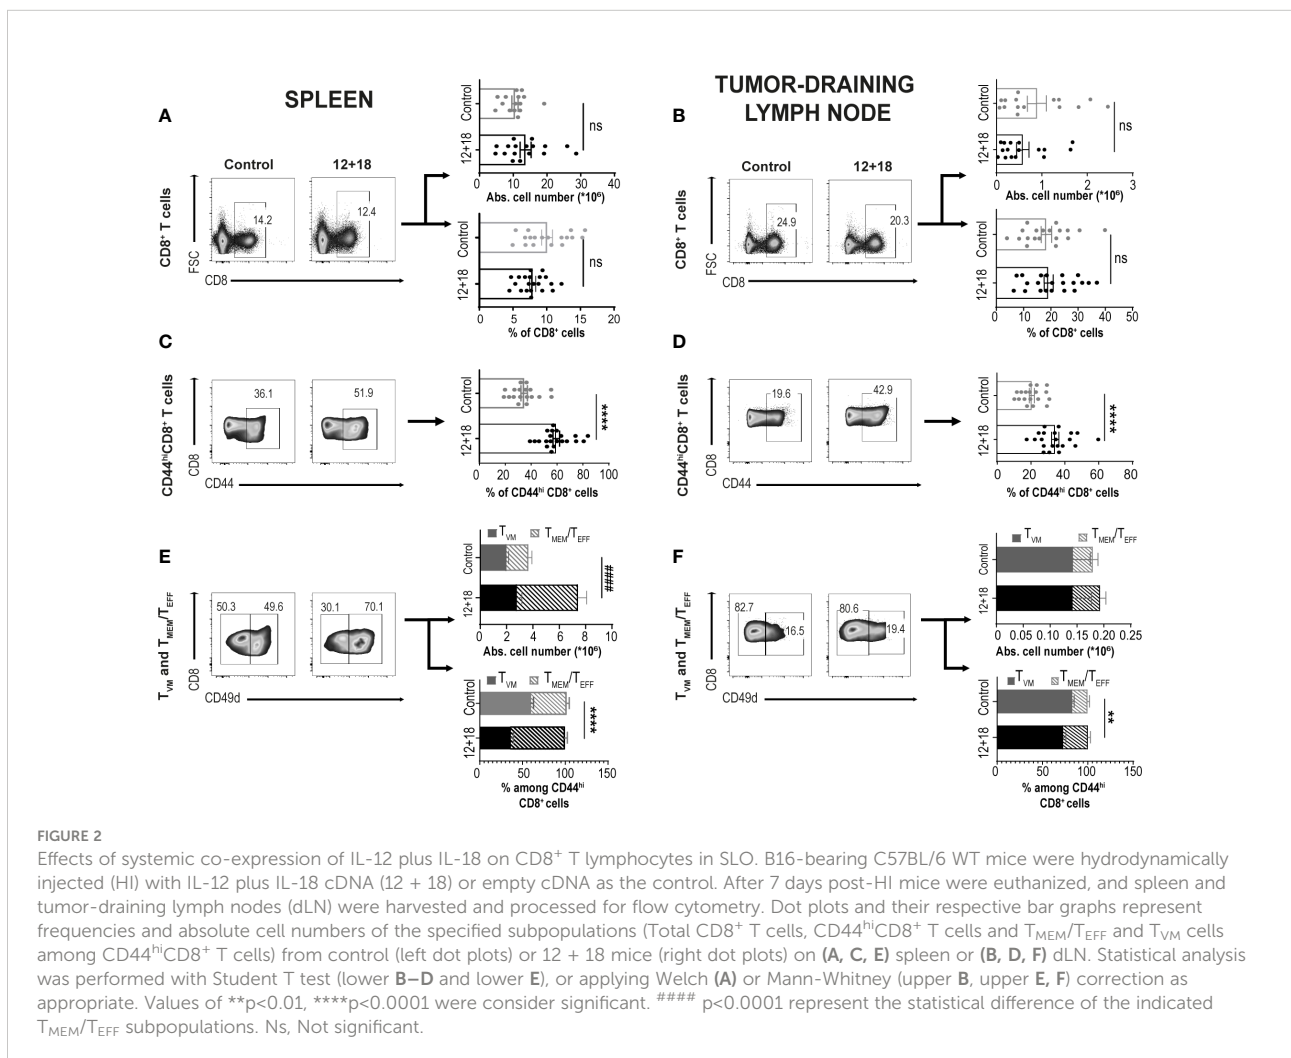 SPLEEN
TUMOR-DRAINING
LYMPH NODE
A
Control
12+18
CD8⁺ T cells
FSC
14.2
12.4
CD8
Control
12+18
ns
0 10 20 30 40
Abs. cell number (*10⁶)
Control
12+18
ns
0 5 10 15 20
% of CD8⁺ cells
B
Control
12+18
CD8⁺ T cells
FSC
24.9
20.3
CD8
Control
12+18
ns
0 1 2 3
Abs. cell number (*10⁶)
Control
12+18
ns
0 10 20 30 40 50
% of CD8⁺ cells
C
CD44ʰⁱCD8⁺ T cells
CD8
36.1
51.9
CD44
Control
12+18
****
0 20 40 60 80 100
% of CD44ʰⁱ CD8⁺ cells
D
CD44ʰⁱCD8⁺ T cells
CD8
19.6
42.9
CD44
Control
12+18
****
0 20 40 60 80
% of CD44ʰⁱ CD8⁺ cells
E
T_VM and T_MEM/T_EFF
CD8
50.3 49.6
30.1 70.1
CD49d
T_VM T_MEM/T_EFF
Control
12+18
####
0 2 4 6 8 10
Abs. cell number (*10⁶)
T_VM T_MEM/T_EFF
Control
12+18
****
0 50 100 150
% among CD44ʰⁱ
CD8⁺ cells
F
T_VM and T_MEM/T_EFF
CD8
82.7
16.5
80.6
19.4
CD49d
T_VM T_MEM/T_EFF
Control
12+18
0 0.05 0.10 0.15 0.20 0.25
Abs. cell number (*10⁶)
T_VM T_MEM/T_EFF
Control
12+18
**
0 50 100 150
% among CD44ʰⁱ
CD8⁺ cells
FIGURE 2
Effects of systemic co-expression of IL-12 plus IL-18 on CD8⁺ T lymphocytes in SLO. B16-bearing C57BL/6 WT mice were hydrodynamically
injected (HI) with IL-12 plus IL-18 cDNA (12 + 18) or empty cDNA as the control. After 7 days post-HI mice were euthanized, and spleen and
tumor-draining lymph nodes (dLN) were harvested and processed for flow cytometry. Dot plots and their respective bar graphs represent
frequencies and absolute cell numbers of the specified subpopulations (Total CD8⁺ T cells, CD44ʰⁱCD8⁺ T cells and T_MEM/T_EFF and T_VM cells
among CD44ʰⁱCD8⁺ T cells) from control (left dot plots) or 12 + 18 mice (right dot plots) on (A, C, E) spleen or (B, D, F) dLN. Statistical analysis
was performed with Student T test (lower B–D and lower E), or applying Welch (A) or Mann-Whitney (upper B, upper E, F) correction as
appropriate. Values of **p<0.01, ****p<0.0001 were consider significant. #### p<0.0001 represent the statistical difference of the indicated
T_MEM/T_EFF subpopulations. Ns, Not significant.